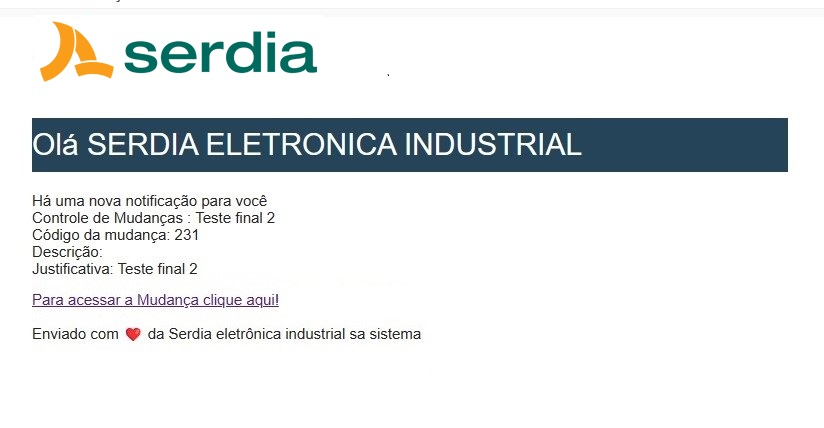 serdia
Olá SERDIA ELETRONICA INDUSTRIAL
Há uma nova notificação para você
Controle de Mudanças : Teste final 2
Código da mudança: 231
Descrição:
Justificativa: Teste final 2
Para acessar a Mudança clique aqui!
Enviado com ❤️ da Serdia eletrônica industrial sa sistema